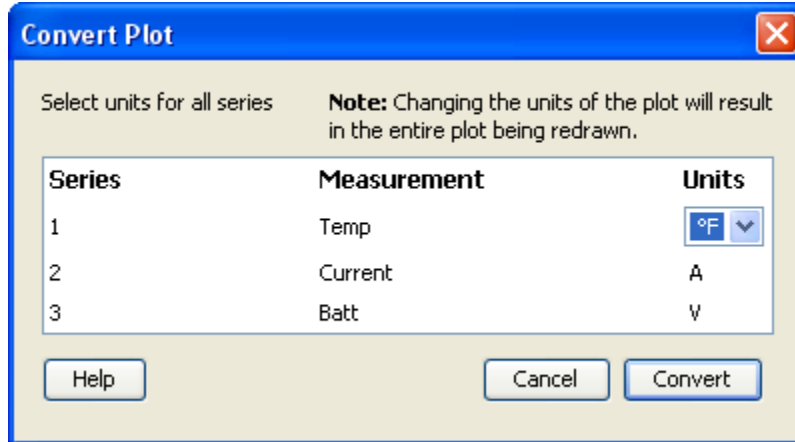 Convert Plot
Select units for all series
Note: Changing the units of the plot will result
in the entire plot being redrawn.
Series Measurement Units
1 Temp °F
2 Current A
3 Batt V
Help Cancel Convert